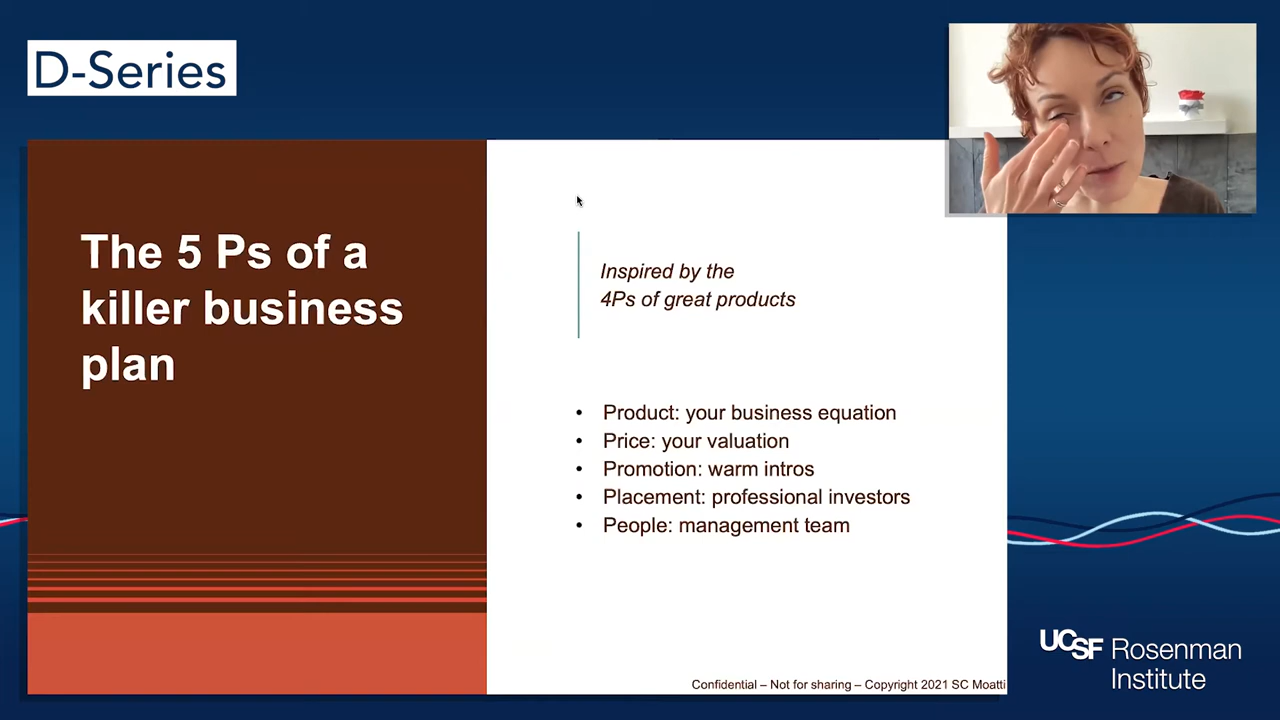 D-Series
The 5 Ps of a
killer business
plan
Inspired by the
4Ps of great products
• Product: your business equation
• Price: your valuation
• Promotion: warm intros
• Placement: professional investors
• People: management team
Confidential – Not for sharing – Copyright 2021 SC Moatti
UCSF Rosenman
Institute